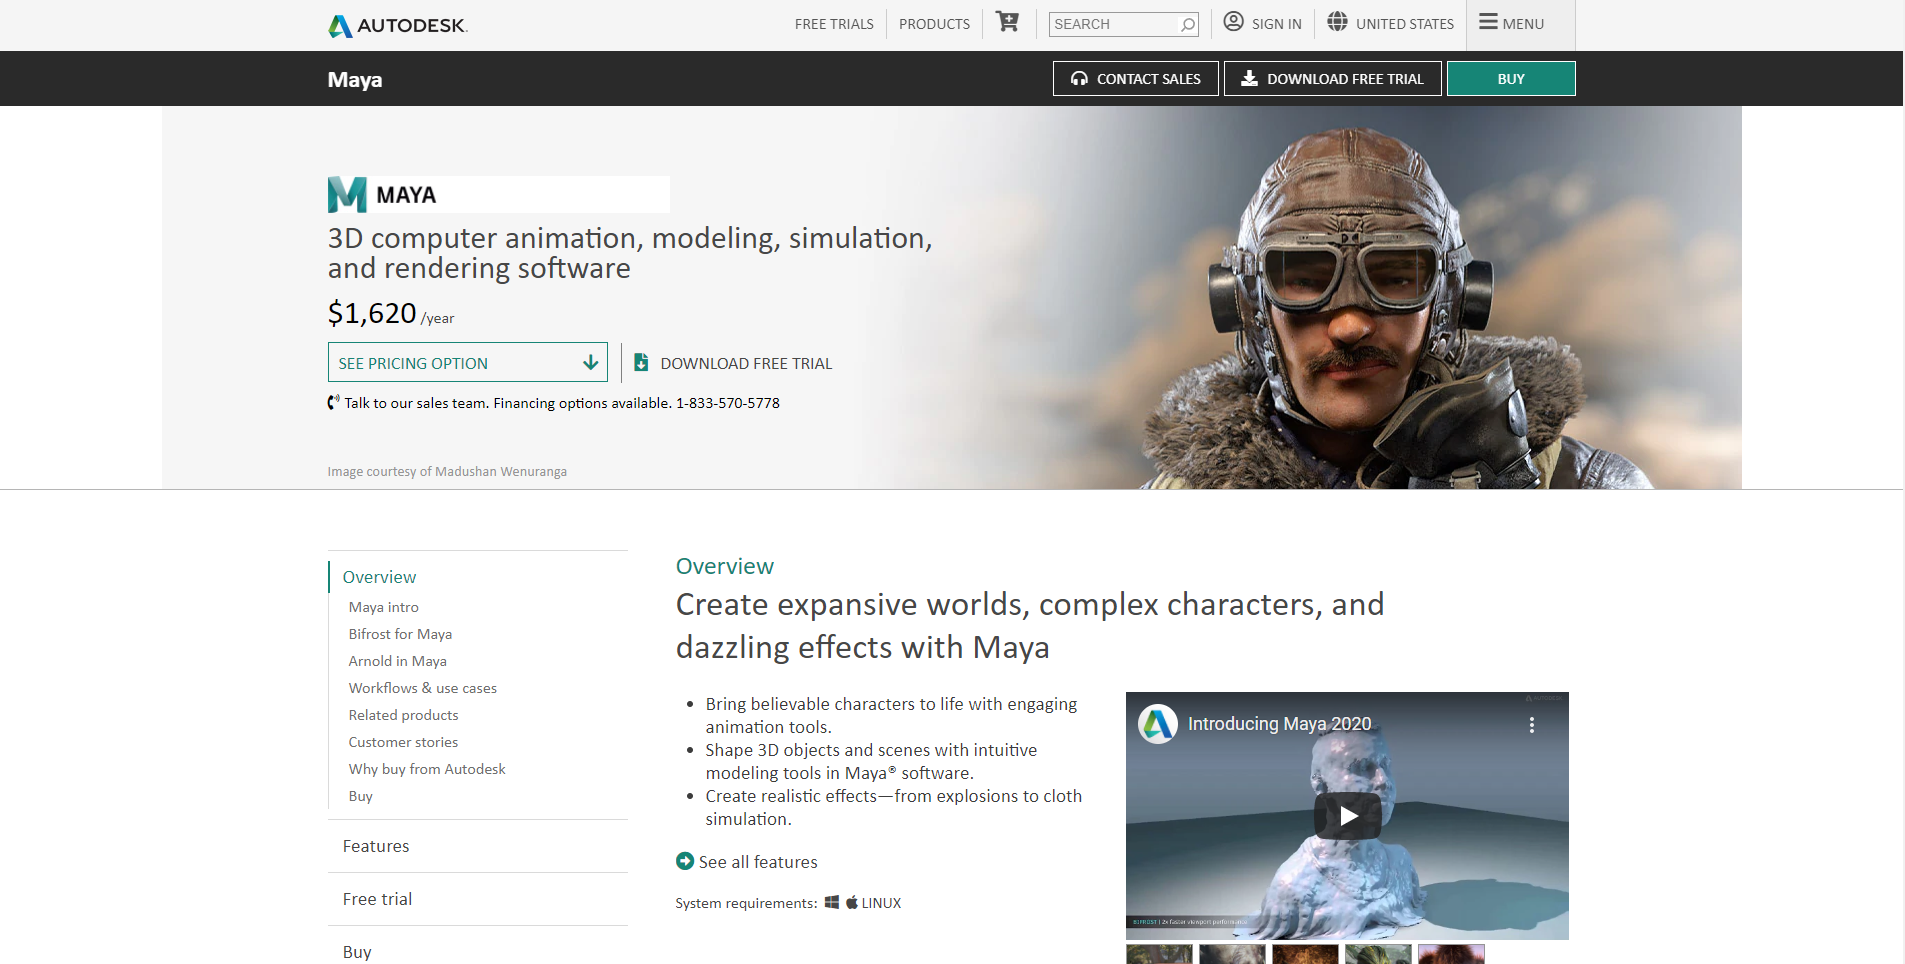 AUTODESK.
FREE TRIALS
PRODUCTS
SEARCH
SIGN IN
UNITED STATES
MENU
Maya
CONTACT SALES
DOWNLOAD FREE TRIAL
BUY
MAYA
3D computer animation, modeling, simulation,
and rendering software
$1,620 /year
SEE PRICING OPTION
DOWNLOAD FREE TRIAL
Talk to our sales team. Financing options available. 1-833-570-5778
Image courtesy of Madushan Wenuranga
Overview
Maya intro
Bifrost for Maya
Arnold in Maya
Workflows & use cases
Related products
Customer stories
Why buy from Autodesk
Buy
Features
Free trial
Buy
Overview
Create expansive worlds, complex characters, and
dazzling effects with Maya
• Bring believable characters to life with engaging
animation tools.
• Shape 3D objects and scenes with intuitive
modeling tools in Maya® software.
• Create realistic effects—from explosions to cloth
simulation.
See all features
System requirements: LINUX
AUTODESK
Introducing Maya 2020
BIFROST | 2x faster viewport performance